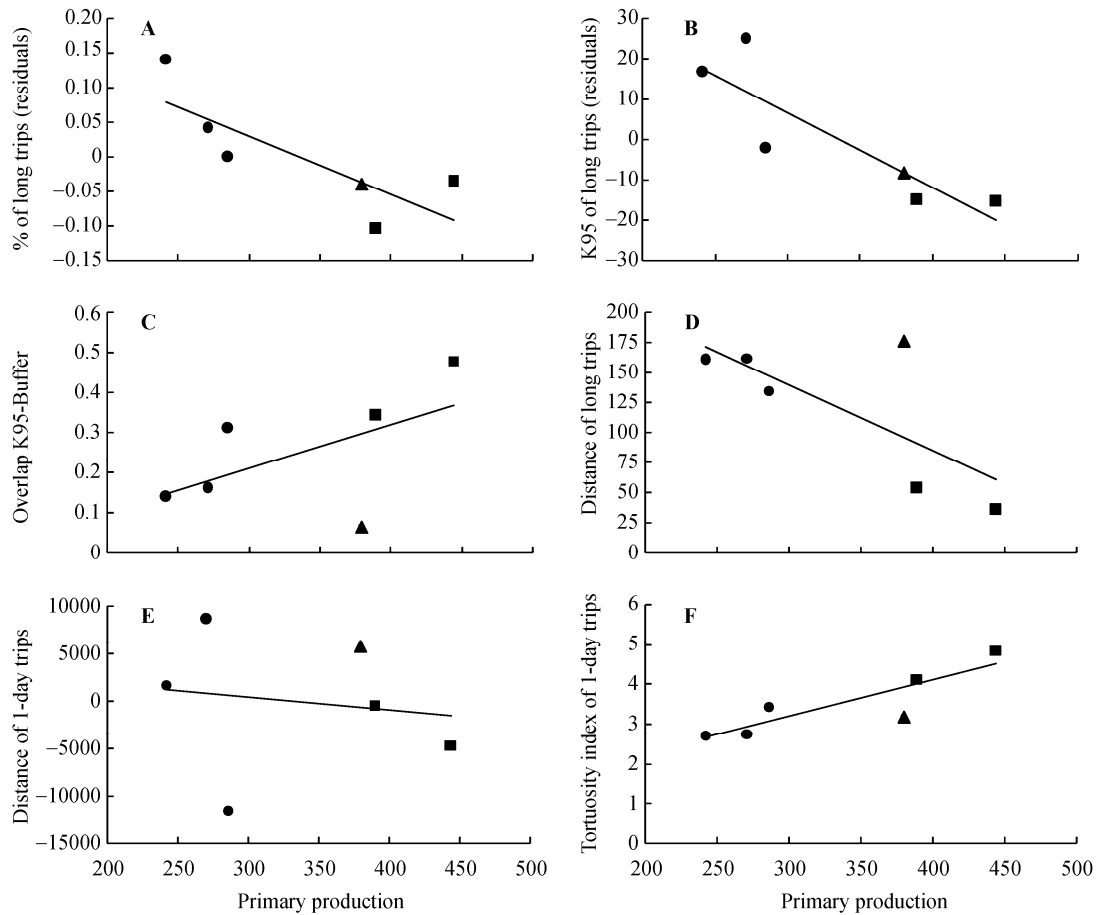 A
% of long trips (residuals)
0.20
0.15
0.10
0.05
0
−0.05
−0.10
−0.15
B
K95 of long trips (residuals)
30
20
10
0
−10
−20
−30
C
Overlap K95-Buffer
0.6
0.5
0.4
0.3
0.2
0.1
0
D
Distance of long trips
200
175
150
125
100
75
50
25
0
E
Distance of 1-day trips
10000
5000
0
−5000
−10000
−15000
200 250 300 350 400 450 500
Primary production
F
Tortuosity index of 1-day trips
6
5
4
3
2
1
0
200 250 300 350 400 450 500
Primary production